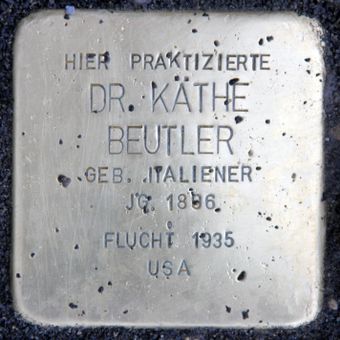 HIER PRAKTIZIERTE
DR. KÄTHE
BEUTLER
GEB. ITALIENER
JG. 1896
FLUCHT 1935
USA